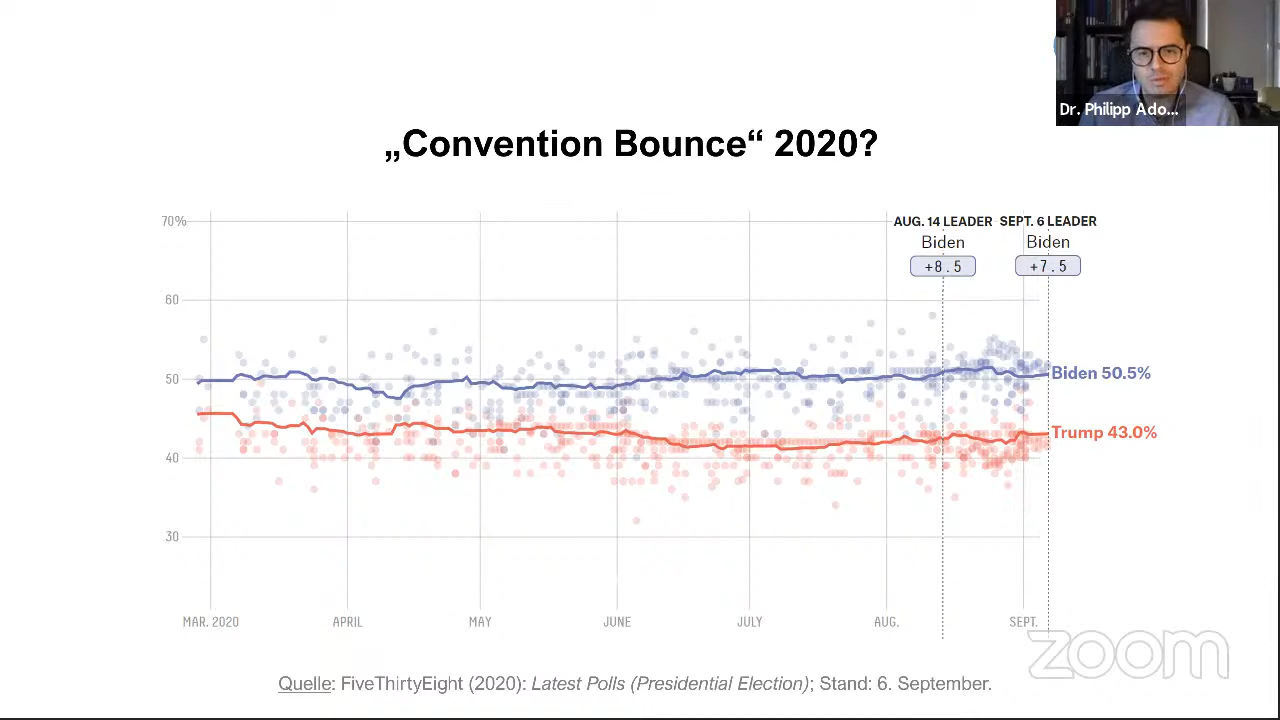 Dr. Philipp Ado...
„Convention Bounce“ 2020?
70%
60
50
40
30
AUG. 14 LEADER
Biden
+8.5
SEPT. 6 LEADER
Biden
+7.5
Biden 50.5%
Trump 43.0%
MAR. 2020
APRIL
MAY
JUNE
JULY
AUG.
SEPT.
zoom
Quelle: FiveThirtyEight (2020): Latest Polls (Presidential Election); Stand: 6. September.